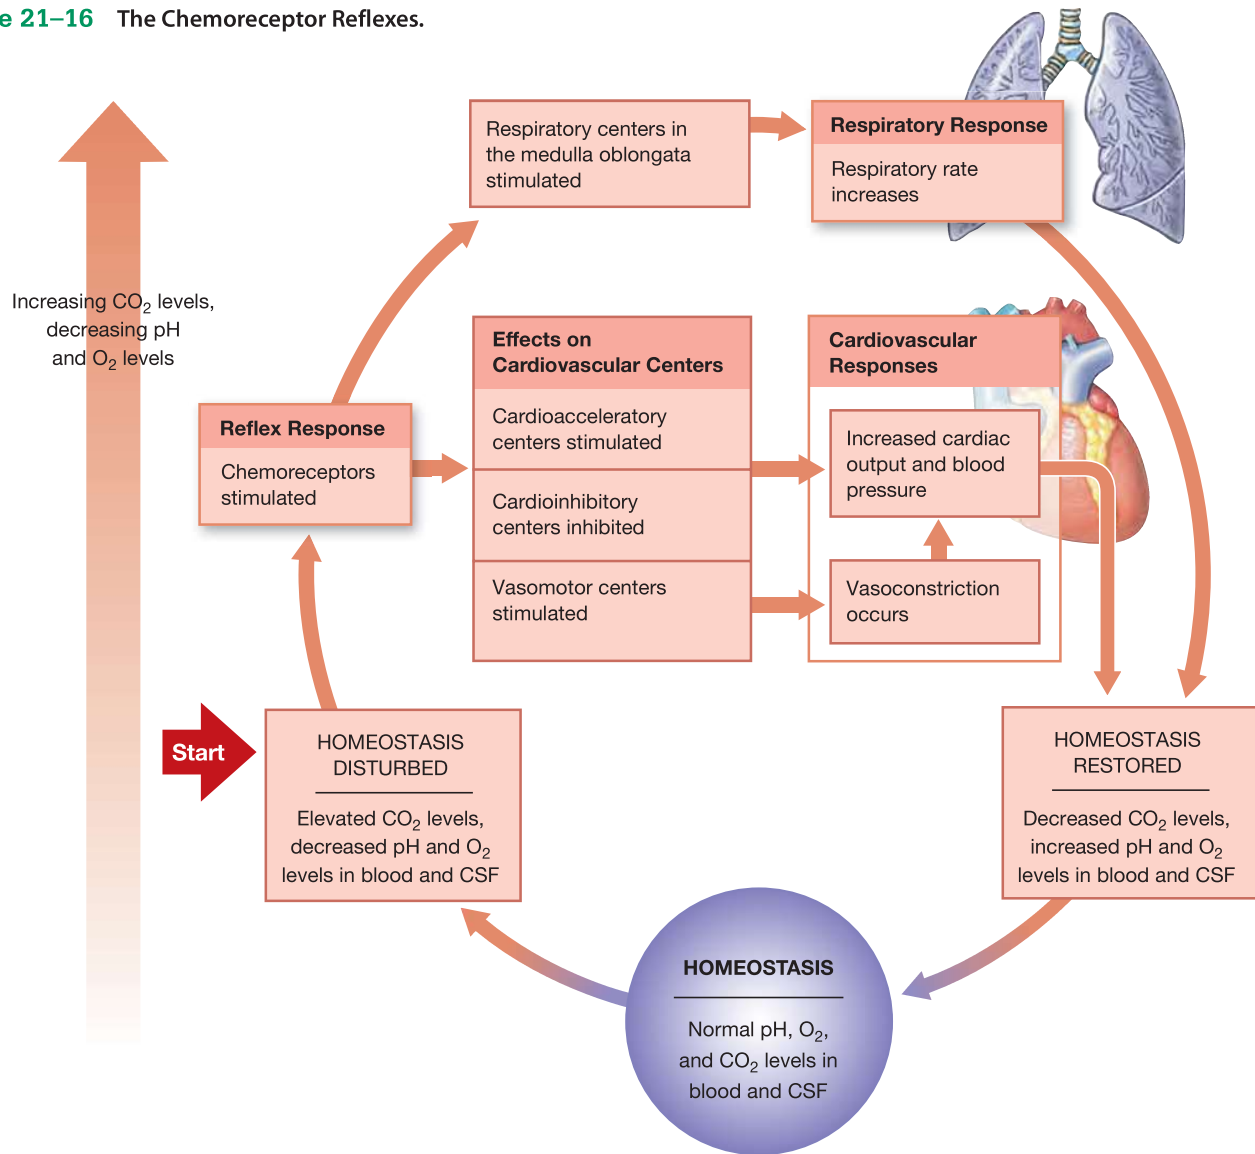 e 21–16 The Chemoreceptor Reflexes.
Increasing CO₂ levels,
decreasing pH
and O₂ levels
Respiratory centers in
the medulla oblongata
stimulated
Respiratory Response
Respiratory rate
increases
Reflex Response
Chemoreceptors
stimulated
Effects on
Cardiovascular Centers
Cardioacceleratory
centers stimulated
Cardioinhibitory
centers inhibited
Vasomotor centers
stimulated
Cardiovascular
Responses
Increased cardiac
output and blood
pressure
Vasoconstriction
occurs
Start
HOMEOSTASIS
DISTURBED
Elevated CO₂ levels,
decreased pH and O₂
levels in blood and CSF
HOMEOSTASIS
RESTORED
Decreased CO₂ levels,
increased pH and O₂
levels in blood and CSF
HOMEOSTASIS
Normal pH, O₂,
and CO₂ levels in
blood and CSF